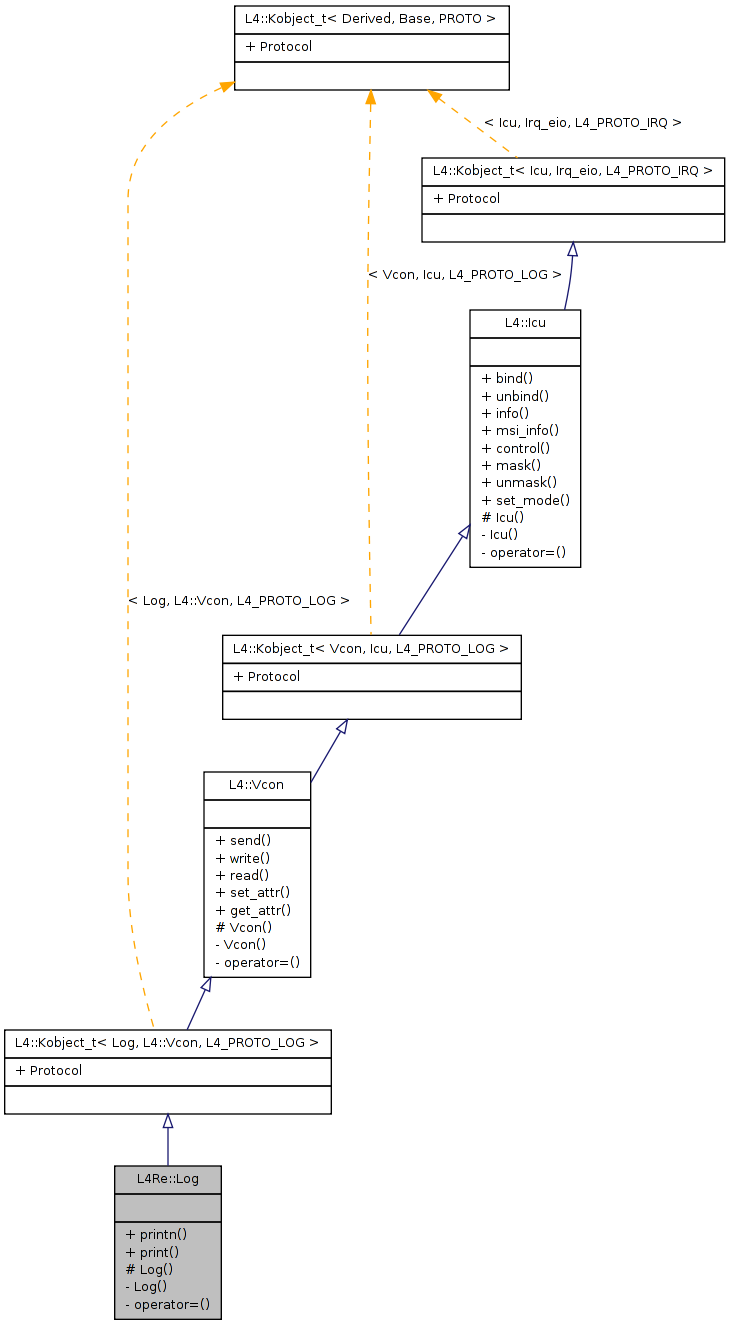 L4::Kobject_t< Derived, Base, PROTO >
+ Protocol
< Icu, Irq_eio, L4_PROTO_IRQ >
L4::Kobject_t< Icu, Irq_eio, L4_PROTO_IRQ >
+ Protocol
< Vcon, Icu, L4_PROTO_LOG >
L4::Icu
+ bind()
+ unbind()
+ info()
+ msi_info()
+ control()
+ mask()
+ unmask()
+ set_mode()
# Icu()
- Icu()
- operator=()
< Log, L4::Vcon, L4_PROTO_LOG >
L4::Kobject_t< Vcon, Icu, L4_PROTO_LOG >
+ Protocol
L4::Vcon
+ send()
+ write()
+ read()
+ set_attr()
+ get_attr()
# Vcon()
- Vcon()
- operator=()
L4::Kobject_t< Log, L4::Vcon, L4_PROTO_LOG >
+ Protocol
L4Re::Log
+ printn()
+ print()
# Log()
- Log()
- operator=()